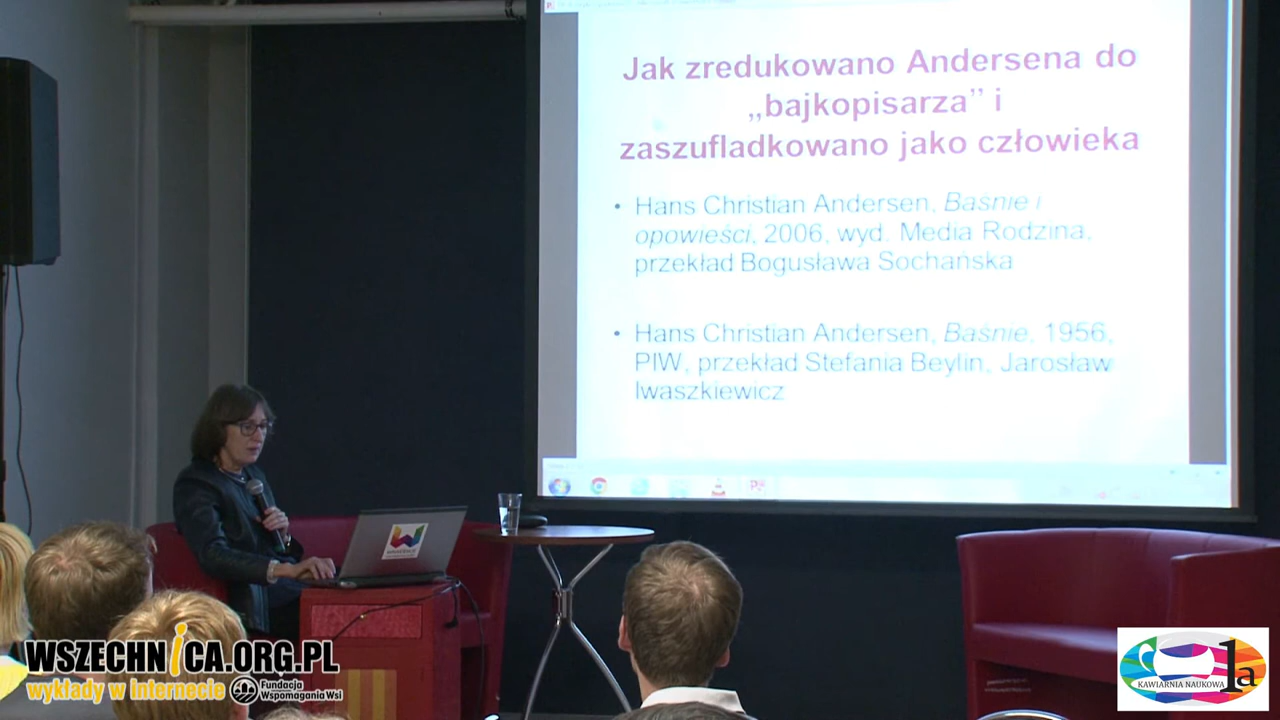 Jak zredukowano Andersena do
„bajkopisarza” i
zaszufladkowano jako człowieka
• Hans Christian Andersen, Baśnie i
opowieści, 2006, wyd. Media Rodzina,
przekład Bogusława Sochańska
• Hans Christian Andersen, Baśnie, 1956,
PIW, przekład Stefania Beylin, Jarosław
Iwaszkiewicz
WSZECHNICA.ORG.PL
wykłady w internecie
Fundacja
Wspomagania Wsi
KAWIARNIA NAUKOWA
1a